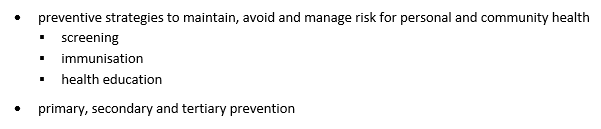 • preventive strategies to maintain, avoid and manage risk for personal and community health
▪ screening
▪ immunisation
▪ health education
• primary, secondary and tertiary prevention